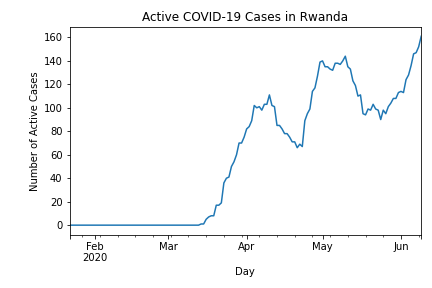 Active COVID-19 Cases in Rwanda
Number of Active Cases
160
140
120
100
80
60
40
20
0
Feb
2020
Mar
Apr
May
Jun
Day